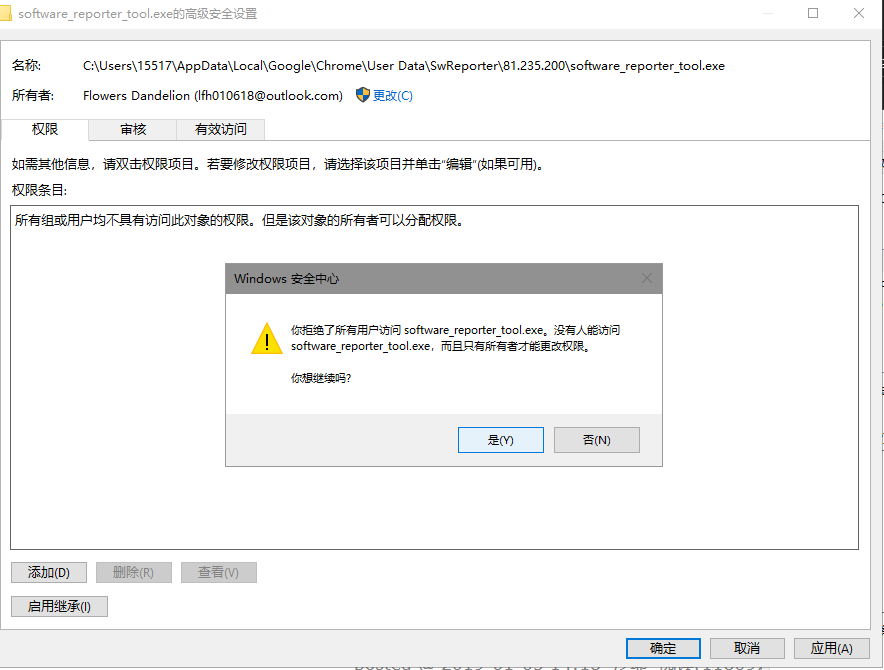 software_reporter_tool.exe的高级安全设置
名称: C:\Users\15517\AppData\Local\Google\Chrome\User Data\SwReporter\81.235.200\software_reporter_tool.exe
所有者: Flowers Dandelion (lfh010618@outlook.com) 更改(C)
权限 审核 有效访问
如需其他信息，请双击权限项目。若要修改权限项目，请选择该项目并单击"编辑"(如果可用)。
权限条目:
所有组或用户均不具有访问此对象的权限。但是该对象的所有者可以分配权限。
Windows 安全中心
你拒绝了所有用户访问 software_reporter_tool.exe。没有人能访问
software_reporter_tool.exe，而且只有所有者才能更改权限。
你想继续吗?
是(Y) 否(N)
添加(D) 删除(R) 查看(V)
启用继承(I)
确定 取消 应用(A)